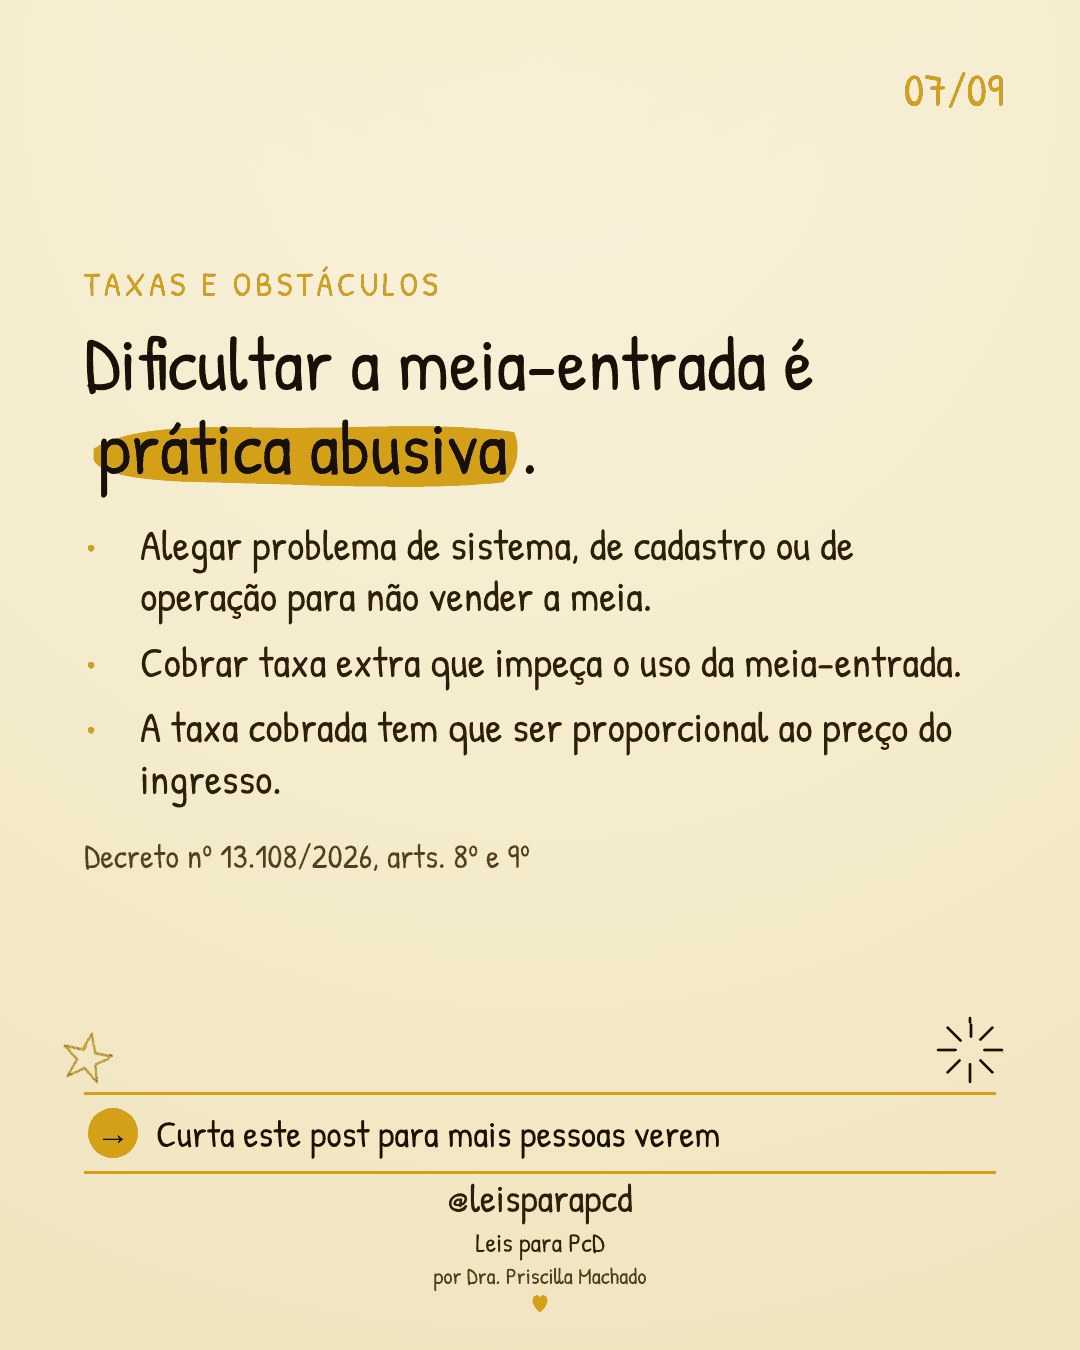 07/09
TAXAS E OBSTÁCULOS
Dificultar a meia-entrada é
prática abusiva.
• Alegar problema de sistema, de cadastro ou de
operação para não vender a meia.
• Cobrar taxa extra que impeça o uso da meia-entrada.
• A taxa cobrada tem que ser proporcional ao preço do
ingresso.
Decreto nº 13.108/2026, arts. 8º e 9º
→ Curta este post para mais pessoas verem
@leisparapcd
Leis para PcD
por Dra. Priscilla Machado